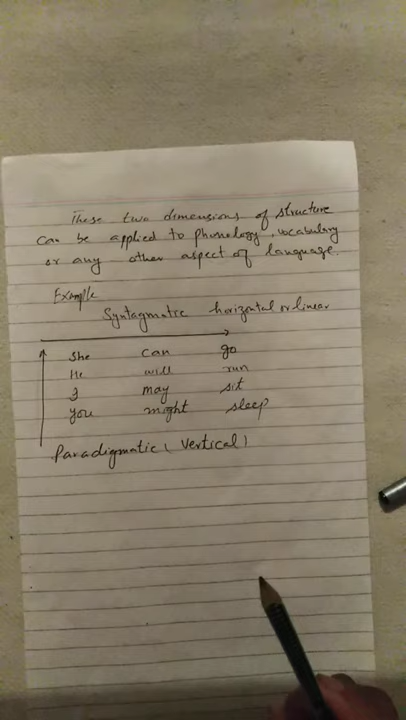 These two dimensions of structure
can be applied to phonology, vocabulary
or any other aspect of language.
Example
Syntagmatic horizontal or linear
She can go
He will run
I may sit
you might sleep
Paradigmatic (Vertical)